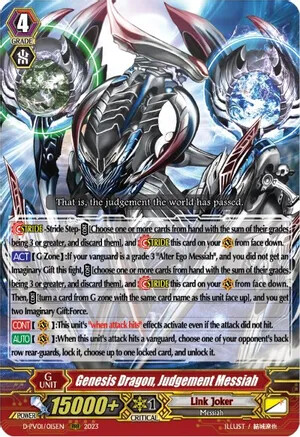 4
GRADE
That is, the judgement the world has passed.
STRIDE -Stride Step- [Choose one or more cards from hand with the sum of their grades
being 3 or greater, and discard them], and STRIDE this card on your from face down.
ACT [G Zone]:If your vanguard is a grade 3 "Alter Ego Messiah", and you did not get an
Imaginary Gift this fight, [Choose one or more cards from hand with the sum of their grades
being 3 or greater, and discard them], and STRIDE this card on your from face down.
Then, [turn a card from G zone with the same card name as this unit face up], and you get
two Imaginary Gift:Force.
CONT :This unit's "when attack hits" effects activate even if the attack did not hit.
AUTO :When this unit's attack hits a vanguard, choose one of your opponent's back
row rear-guards, lock it, choose up to one locked card, and unlock it.
G
UNIT
Genesis Dragon, Judgement Messiah
POWER
15000+
1
CRITICAL
Link Joker
Messiah
D-PV01/015EN RRR 2023
ILLUST /